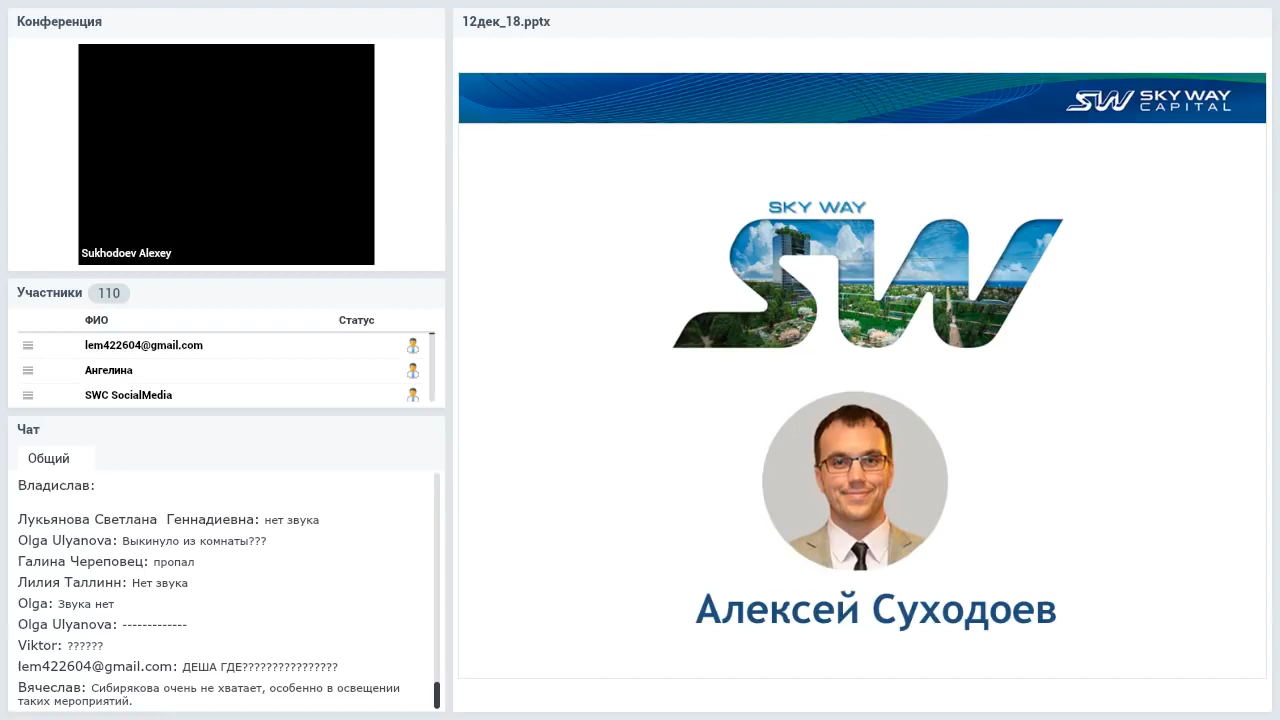 Конференция
Sukhodoev Alexey
Участники 110
ФИО Статус
lem422604@gmail.com
Ангелина
SWC SocialMedia
Чат
Общий
Владислав:
Лукьянова Светлана Геннадиевна: нет звука
Olga Ulyanova: Выкинуло из комнаты???
Галина Череповец: пропал
Лилия Таллинн: Нет звука
Olga: Звука нет
Olga Ulyanova: -------------
Viktor: ??????
lem422604@gmail.com: ДЕША ГДЕ????????????????
Вячеслав: Сибирякова очень не хватает, особенно в освещении
таких мероприятий.
12дек_18.pptx
SW SKY WAY
CAPITAL
SKY WAY
SW
Алексей Суходоев